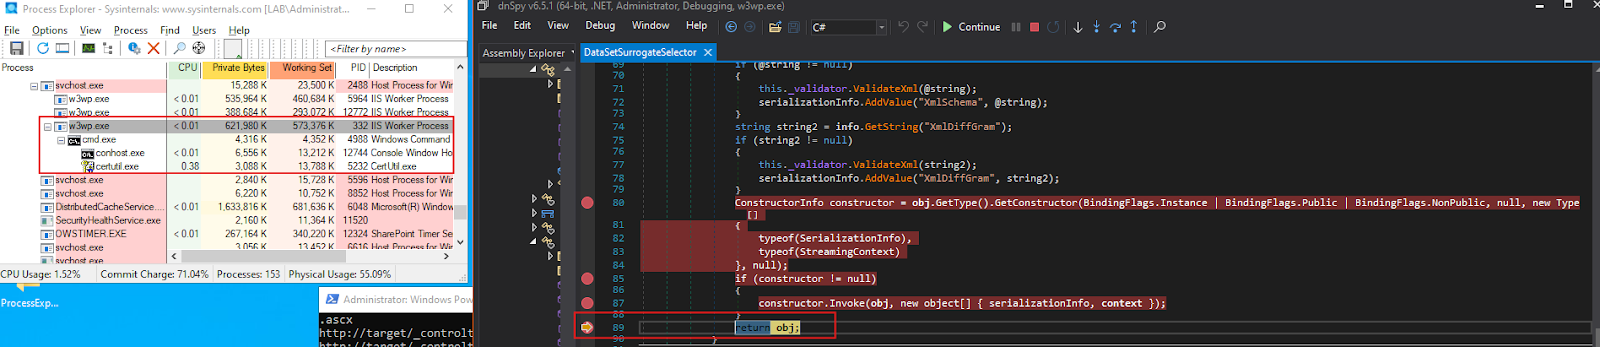 Process Explorer - Sysinternals: www.sysinternals.com [LAB\Administrat...
File Options View Process Find Users Help
<Filter by name>
Process CPU Private Bytes Working Set PID Description
svchost.exe 15,288 K 23,500 K 2488 Host Process for Wir
w3wp.exe < 0.01 535,964 K 460,684 K 5964 IIS Worker Process
w3wp.exe < 0.01 388,684 K 293,072 K 12772 IIS Worker Process
w3wp.exe < 0.01 621,980 K 573,376 K 332 IIS Worker Process
cmd.exe 4,316 K 4,352 K 4988 Windows Command
conhost.exe < 0.01 6,556 K 13,212 K 12744 Console Window Ho
certutil.exe 0.38 3,088 K 13,788 K 5232 CertUtil.exe
svchost.exe 2,840 K 15,728 K 5596 Host Process for Wir
svchost.exe 6,220 K 10,752 K 8852 Host Process for Wir
DistributedCacheService.... < 0.01 1,633,816 K 681,636 K 6048 Microsoft(R) Window
SecurityHealthService.exe 2,160 K 11,364 K 11520
OWSTIMER.EXE < 0.01 267,164 K 340,220 K 12324 SharePoint Timer Se
svchost.exe 3,056 K 13,452 K 6616 Host Process for Wir
CPU Usage: 1.52% Commit Charge: 71.04% Processes: 153 Physical Usage: 55.09%
ProcessExp...
Administrator: Windows Pow
.ascx
http://target/_controlt
http://target/_controlt
dnSpy v6.5.1 (64-bit, .NET, Administrator, Debugging, w3wp.exe)
File Edit View Debug Window Help C# Continue
Assembly Explorer DataSetSurrogateSelector
69 if (@string != null)
70 {
71 this._validator.ValidateXml(@string);
72 serializationInfo.AddValue("XmlSchema", @string);
73 }
74 string string2 = info.GetString("XmlDiffGram");
75 if (string2 != null)
76 {
77 this._validator.ValidateXml(string2);
78 serializationInfo.AddValue("XmlDiffGram", string2);
79 }
80 ConstructorInfo constructor = obj.GetType().GetConstructor(BindingFlags.Instance | BindingFlags.Public | BindingFlags.NonPublic, null, new Type
[]
81 {
82 typeof(SerializationInfo),
83 typeof(StreamingContext)
84 }, null);
85 if (constructor != null)
86 {
87 constructor.Invoke(obj, new object[] { serializationInfo, context });
88 }
89 return obj;
90 }